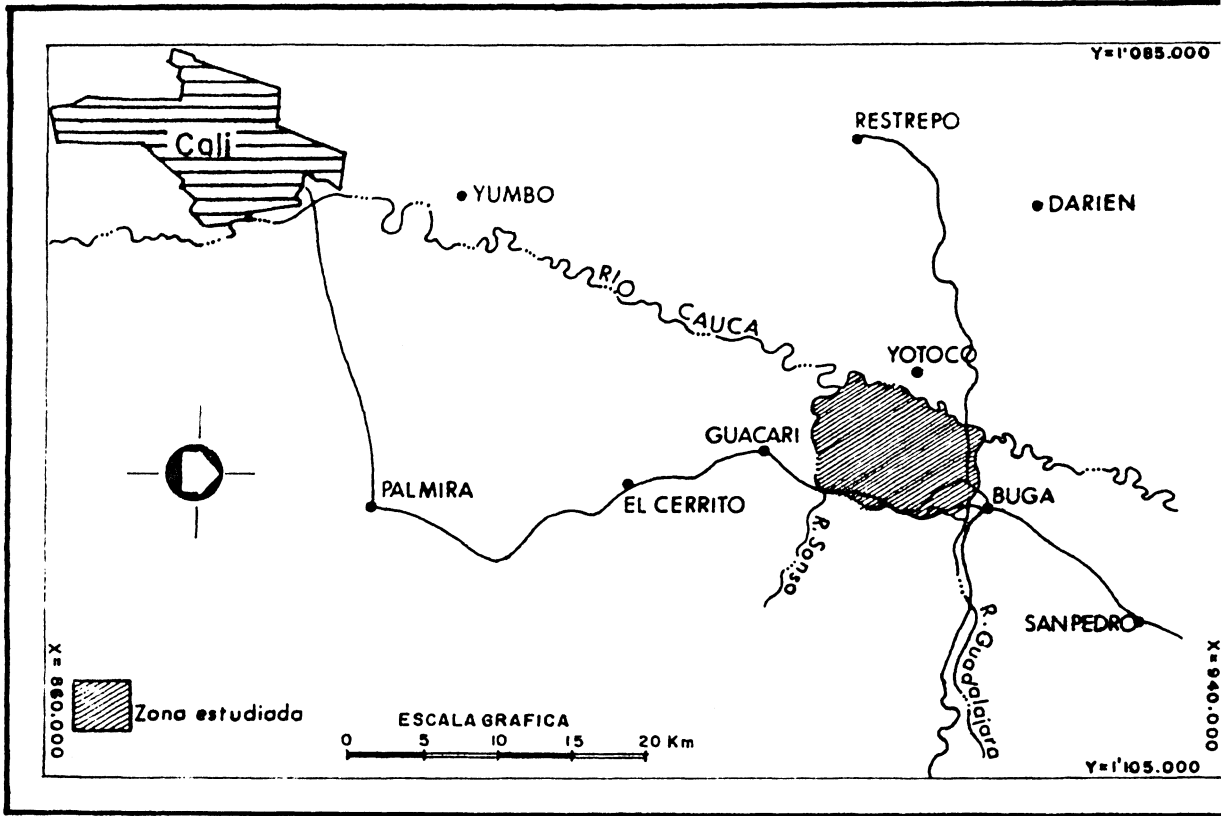 Y=1'085.000
RESTREPO
Cali
YUMBO
DARIEN
RIO CAUCA
YOTOCO
GUACARI
PALMIRA
EL CERRITO
BUGA
R. Sonso
R. Guadalajara
SAN PEDRO
X= 860.000
X=940.000
Zona estudiada
ESCALA GRAFICA
0 5 10 15 20 Km
Y=1'105.000